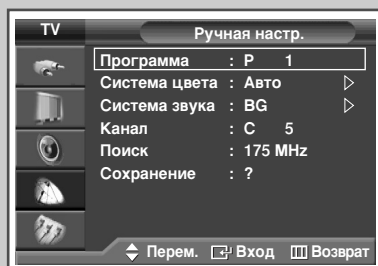 TV
Ручная настр.
Программа : P 1
Система цвета : Авто
Система звука : BG
Канал : C 5
Поиск : 175 MHz
Сохранение : ?
Перем. Вход Возврат